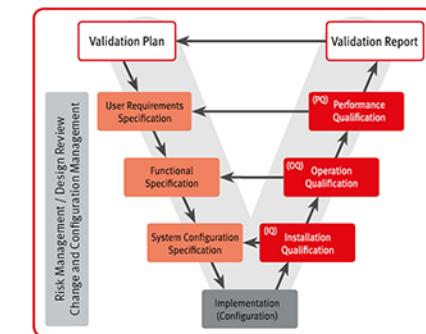 Validation Plan
Validation Report
User Requirements
Specification
(PQ) Performance
Qualification
Functional
Specification
(OQ) Operation
Qualification
System Configuration
Specification
(IQ) Installation
Qualification
Implementation
(Configuration)
Risk Management / Design Review
Change and Configuration Management